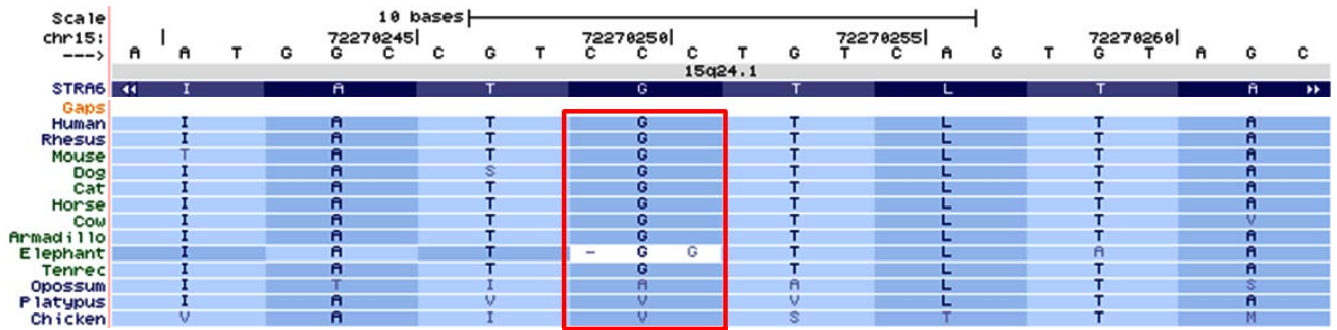 Scale 10 bases
chr15: 72270245 72270250 72270255 72270260
---> A A T G G C C G T C C C T G T C A G T G T A G C
15q24.1
STRA6 I A T G T L T A
Gaps
Human I A T G T L T A
Rhesus I A T G T L T A
Mouse T A T G T L T A
Dog I A S G T L T A
Cat I A T G T L T A
Horse I A T G T L T A
Cow I A T G T L T V
Armadillo I A T G T L T A
Elephant I A T - G G T L A A
Tenrec I A T G T L T A
Opossum I T I A A L T S
Platypus I A V V V L T A
Chicken V A I V S T T M